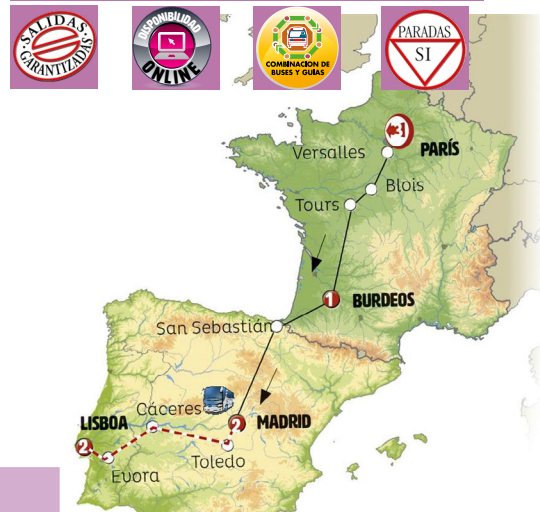 SALIDAS
GARANTIZADAS
DISPONIBILIDAD
ONLINE
COMBINACION DE
BUSES Y GUÍAS
PARADAS
SI
3
Versalles
PARÍS
Blois
Tours
1
BURDEOS
San Sebastián
Cáceres
2
MADRID
LISBOA
2
Toledo
Evora